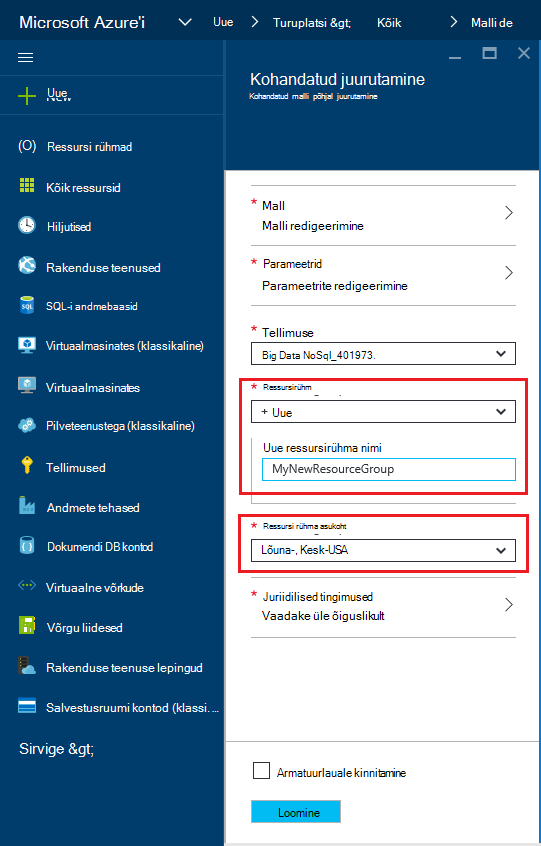 Microsoft Azure'i
Uue
Turuplatsi &gt;
Kõik
Malli de
Uue
New
Ressursi rühmad
Kõik ressursid
Hiljutised
Rakenduse teenused
SQL-i andmebaasid
Virtuaalmasinates (klassikaline)
Virtuaalmasinates
Pilveteenustega (klassikaline)
Tellimused
Andmete tehased
Dokumendi DB kontod
Virtuaalne võrkude
Võrgu liidesed
Rakenduse teenuse lepingud
Salvestusruumi kontod (klassi. ...
Sirvige &gt;
Kohandatud juurutamine
Kohandatud malli põhjal juurutamine
* Mall
Malli redigeerimine
* Parameetrid
Parameetrite redigeerimine
* Tellimuse
Big Data NoSql_401973.
* Ressursirühm
+ Uue
Uue ressursirühma nimi
MyNewResourceGroup
* Ressursi rühma asukoht
Lõuna-, Kesk-USA
* Juriidilised tingimused
Vaadake üle õiguslikult
Armatuurlauale kinnitamine
Loomine